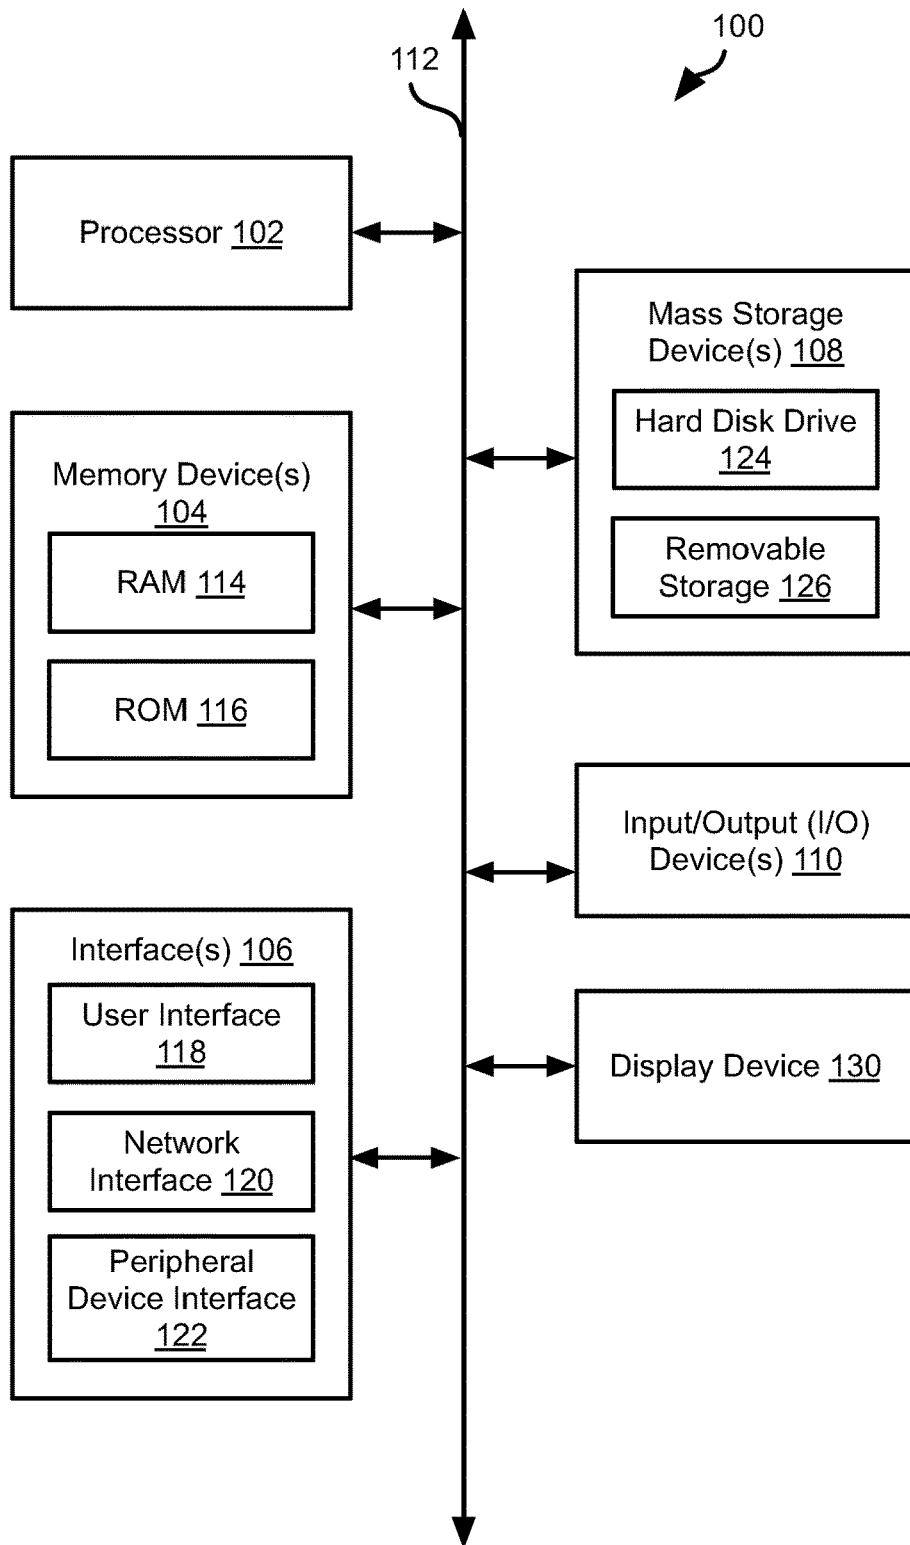 100
112
Processor 102
Mass Storage
Device(s) 108
Hard Disk Drive
124
Removable
Storage 126
Memory Device(s)
104
RAM 114
ROM 116
Input/Output (I/O)
Device(s) 110
Interface(s) 106
User Interface
118
Network
Interface 120
Peripheral
Device Interface
122
Display Device 130